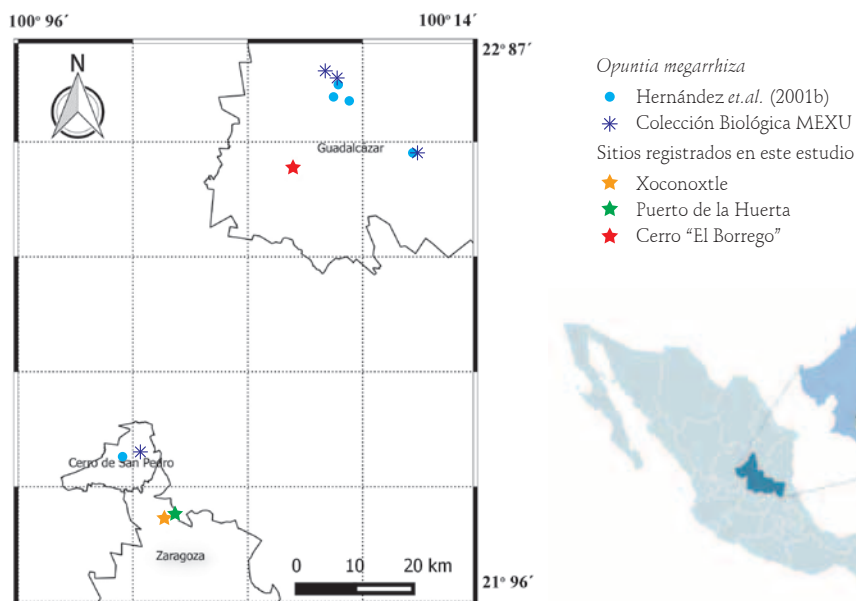 100° 96´
100° 14´
22° 87´
N
Guadalcázar
Cerro de San Pedro
Zaragoza
0 10 20 km
21° 96´
Opuntia megarrhiza
Hernández et.al. (2001b)
Colección Biológica MEXU
Sitios registrados en este estudio
Xoconoxtle
Puerto de la Huerta
Cerro “El Borrego”